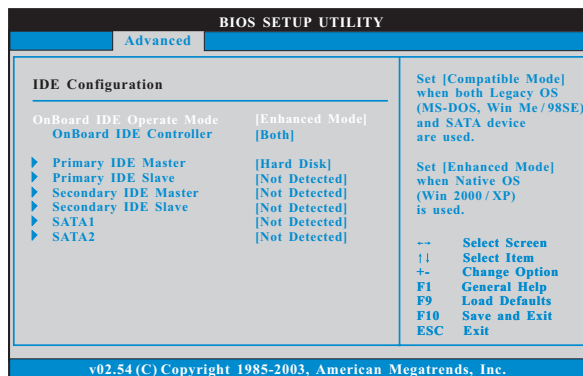 BIOS SETUP UTILITY
Advanced
IDE Configuration
OnBoard IDE Operate Mode [Enhanced Mode]
OnBoard IDE Controller [Both]
Primary IDE Master [Hard Disk]
Primary IDE Slave [Not Detected]
Secondary IDE Master [Not Detected]
Secondary IDE Slave [Not Detected]
SATA1 [Not Detected]
SATA2 [Not Detected]
Set [Compatible Mode]
when both Legacy OS
(MS-DOS, Win Me / 98SE)
and SATA device
are used.
Set [Enhanced Mode]
when Native OS
(Win 2000 / XP)
is used.
←→ Select Screen
↑↓ Select Item
+- Change Option
F1 General Help
F9 Load Defaults
F10 Save and Exit
ESC Exit
v02.54 (C) Copyright 1985-2003, American Megatrends, Inc.